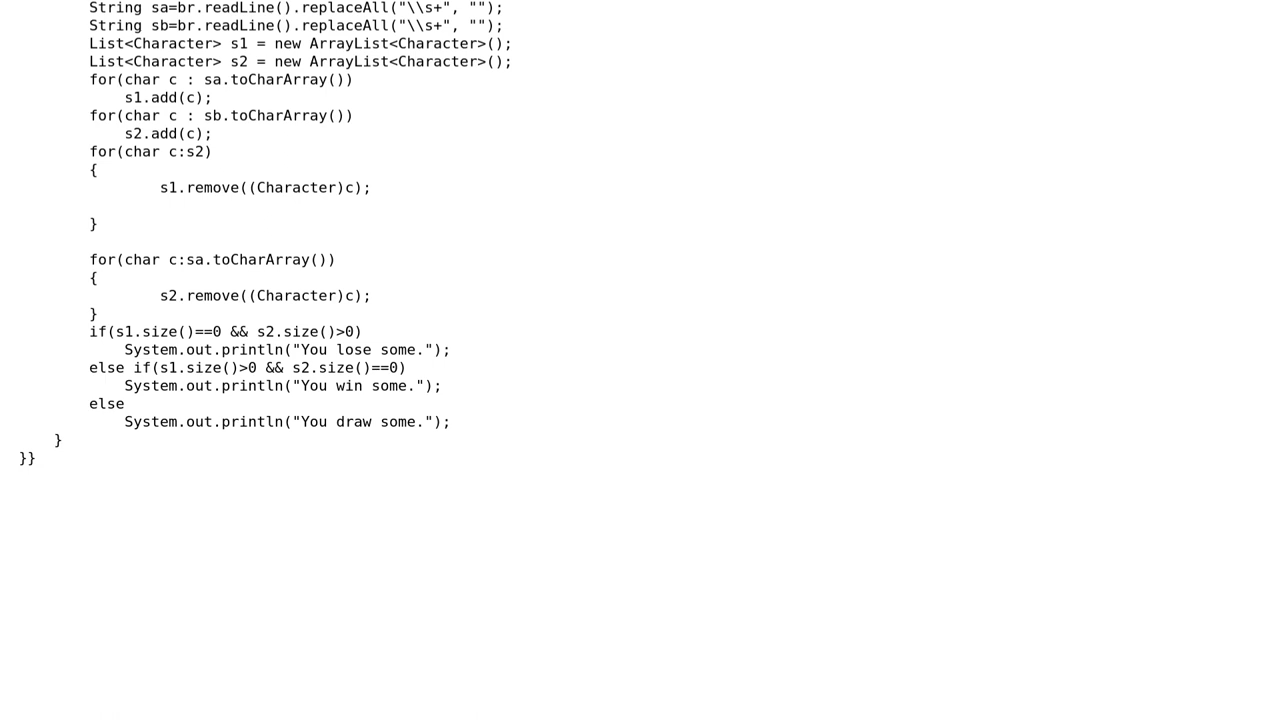 String sa=br.readLine().replaceAll("\\s+", "");
String sb=br.readLine().replaceAll("\\s+", "");
List<Character> s1 = new ArrayList<Character>();
List<Character> s2 = new ArrayList<Character>();
for(char c : sa.toCharArray())
s1.add(c);
for(char c : sb.toCharArray())
s2.add(c);
for(char c:s2)
{
s1.remove((Character)c);
}
for(char c:sa.toCharArray())
{
s2.remove((Character)c);
}
if(s1.size()==0 && s2.size()>0)
System.out.println("You lose some.");
else if(s1.size()>0 && s2.size()==0)
System.out.println("You win some.");
else
System.out.println("You draw some.");
}
}}